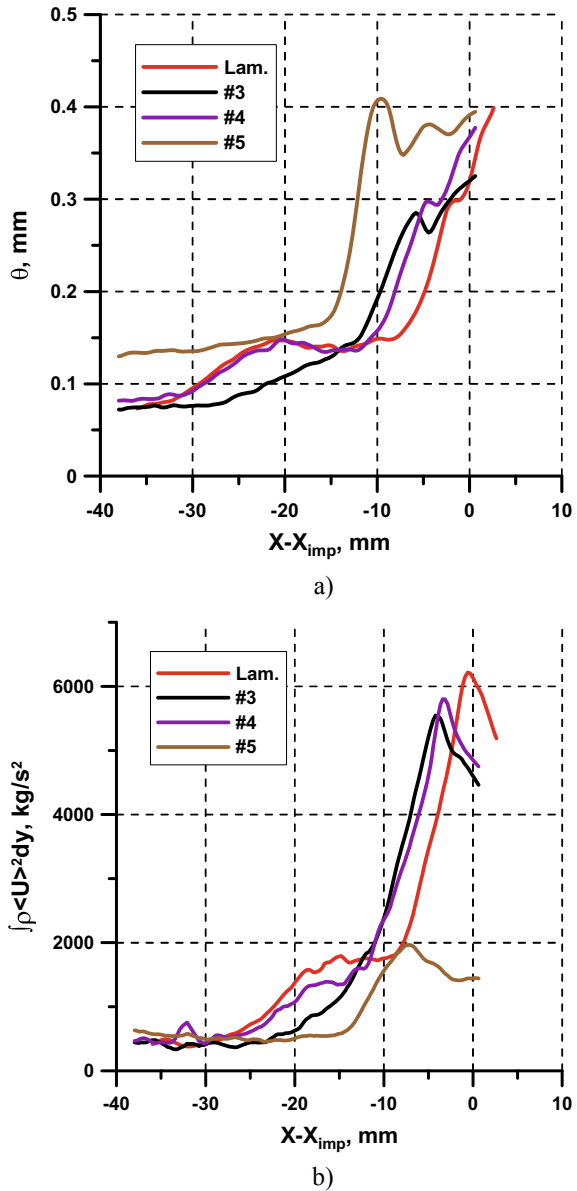 Lam.
#3
#4
#5
0.5
0.4
0.3
0.2
0.1
0
θ, mm
-40 -30 -20 -10 0 10
X-Ximp, mm
a)
Lam.
#3
#4
#5
6000
4000
2000
0
∫ρ<U>²dy, kg/s²
-40 -30 -20 -10 0 10
X-Ximp, mm
b)